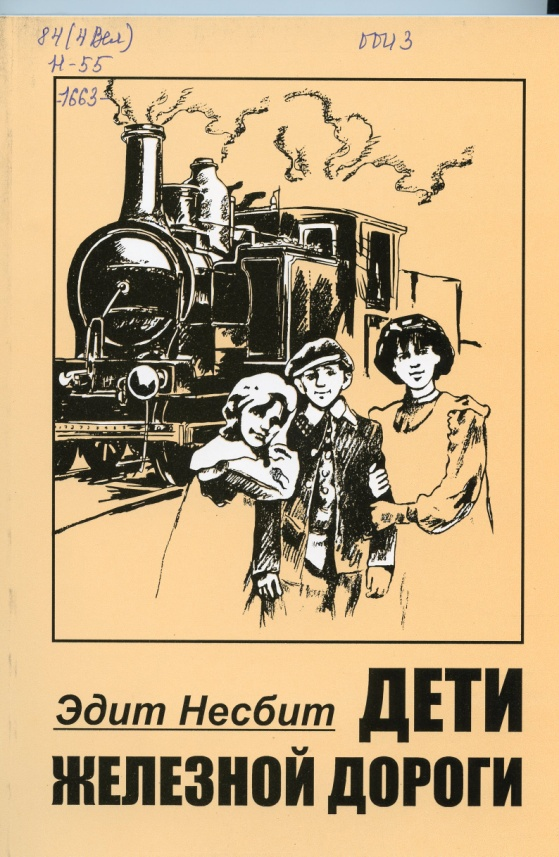 84(4Вел)
Н-55
-1663-
0043
Эдит Несбит
ДЕТИ
ЖЕЛЕЗНОЙ ДОРОГИ